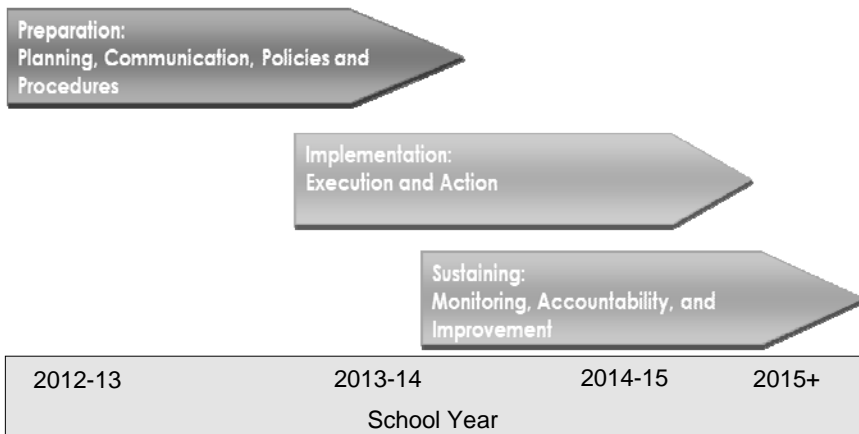 Preparation:
Planning, Communication, Policies and
Procedures
Implementation:
Execution and Action
Sustaining:
Monitoring, Accountability, and
Improvement
2012-13 2013-14 2014-15 2015+
School Year